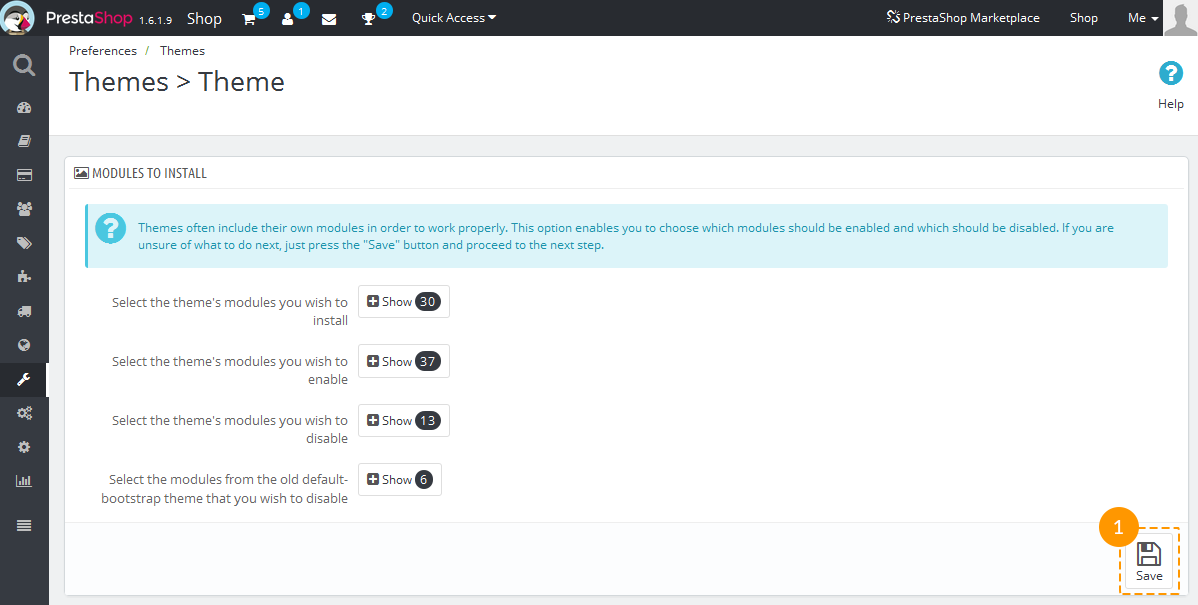 PrestaShop 1.6.1.9 Shop 5 1 2 Quick Access PrestaShop Marketplace Shop Me
Preferences / Themes
Themes > Theme
Help
MODULES TO INSTALL
Themes often include their own modules in order to work properly. This option enables you to choose which modules should be enabled and which should be disabled. If you are
unsure of what to do next, just press the "Save" button and proceed to the next step.
Select the theme's modules you wish to
install
Show 30
Select the theme's modules you wish to
enable
Show 37
Select the theme's modules you wish to
disable
Show 13
Select the modules from the old default-
bootstrap theme that you wish to disable
Show 6
1
Save